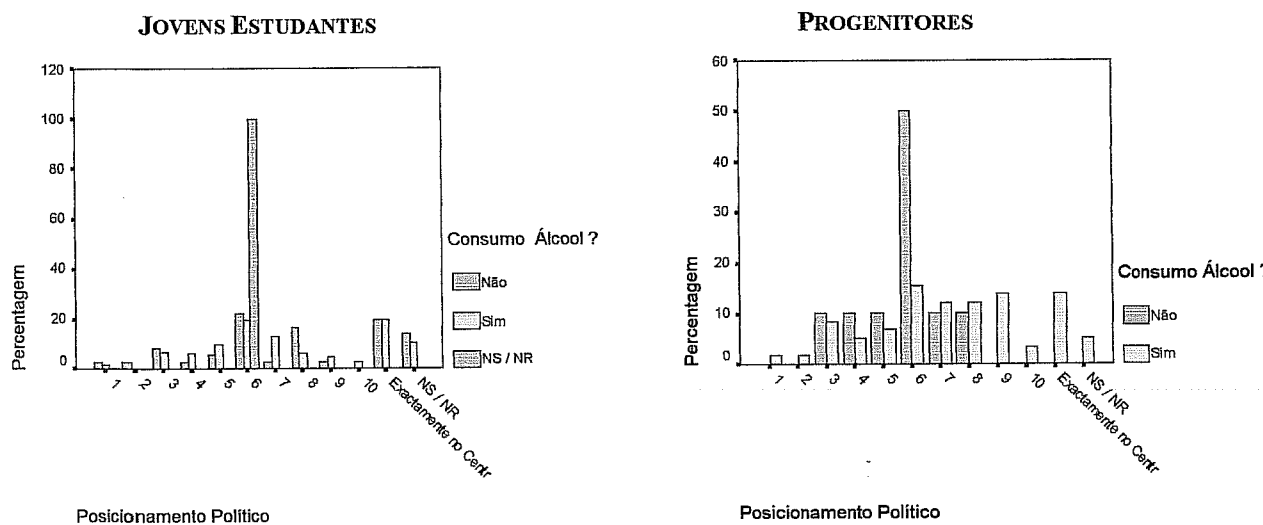 JOVENS ESTUDANTES
120
100
80
60
40
20
0
Percentagem
1
2
3
4
5
6
7
8
9
10
Exactamente no Centr
NS / NR
Posicionamento Político
Consumo Álcool ?
Não
Sim
NS / NR
PROGENITORES
60
50
40
30
20
10
0
Percentagem
1
2
3
4
5
6
7
8
9
10
Exactamente no Centr
NS / NR
Posicionamento Político
Consumo Álcool ?
Não
Sim